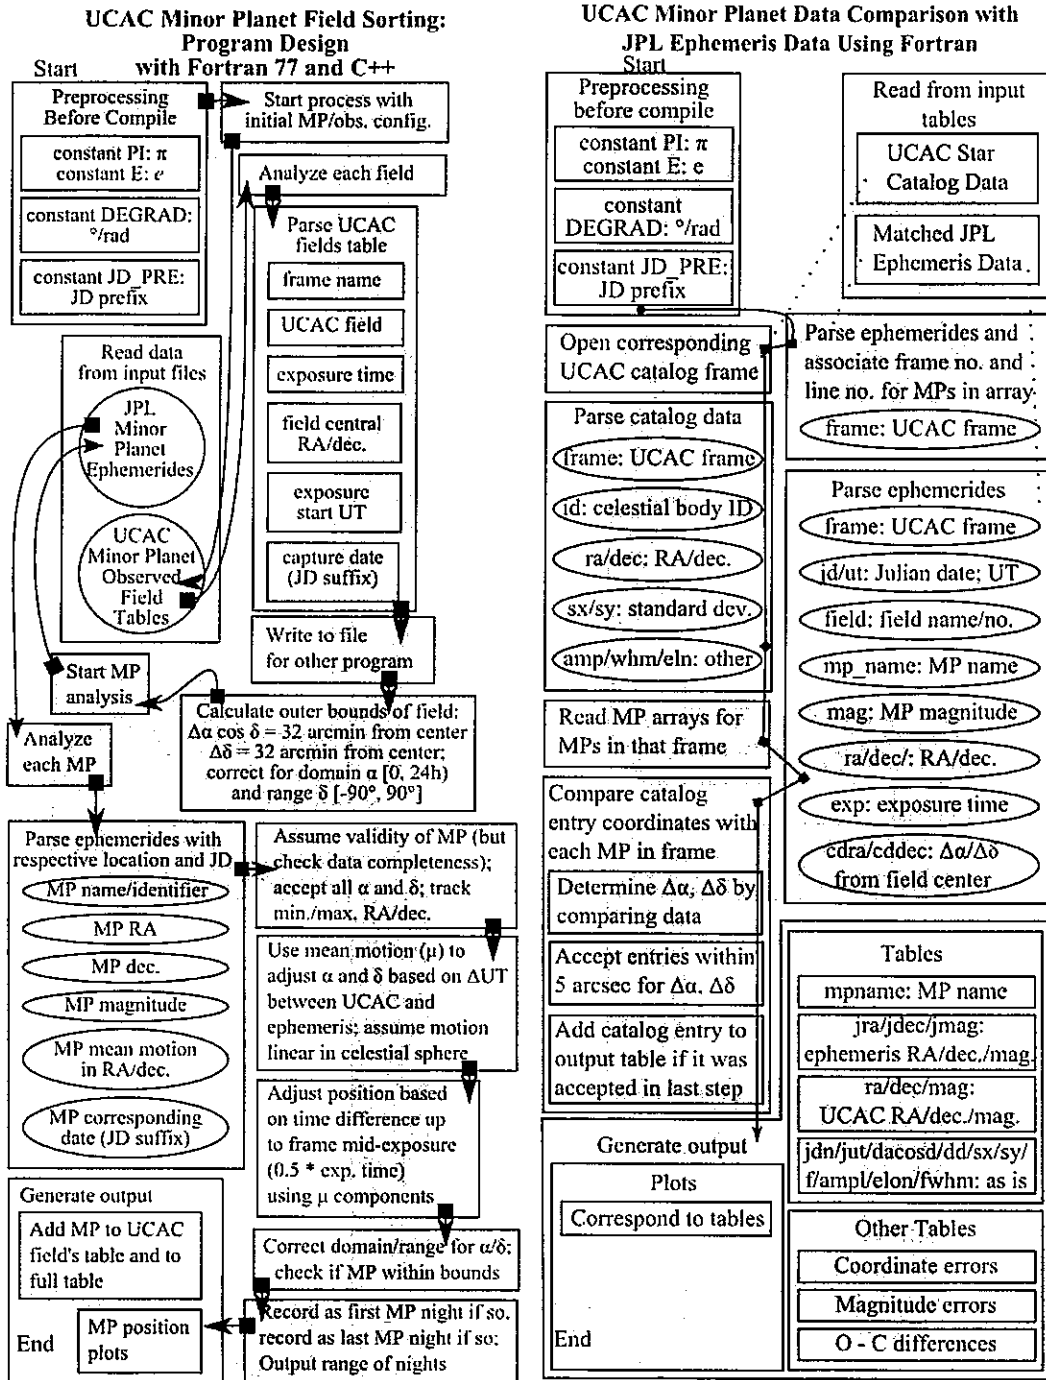 UCAC Minor Planet Field Sorting:
Program Design
with Fortran 77 and C++
Start
Preprocessing
Before Compile
constant PI: π
constant E: e
constant DEGRAD:
°/rad
constant JD_PRE:
JD prefix
Start process with
initial MP/obs. config.
Analyze each field
Parse UCAC
fields table
frame name
UCAC field
exposure time
field central
RA/dec.
exposure
start UT
capture date
(JD suffix)
Read data
from input files
JPL
Minor
Planet
Ephemerides
UCAC
Minor Planet
Observed
Field
Tables
Write to file
for other program
Start MP
analysis
Calculate outer bounds of field:
Δα cos δ = 32 arcmin from center
Δδ = 32 arcmin from center;
correct for domain α [0, 24h)
and range δ [-90°, 90°]
Analyze
each MP
Parse ephemerides with
respective location and JD
MP name/identifier
MP RA
MP dec.
MP magnitude
MP mean motion
in RA/dec.
MP corresponding
date (JD suffix)
Assume validity of MP (but
check data completeness);
accept all α and δ; track
min./max. RA/dec.
Use mean motion (μ) to
adjust α and δ based on ΔUT
between UCAC and
ephemeris; assume motion
linear in celestial sphere
Adjust position based
on time difference up
to frame mid-exposure
(0.5 * exp. time)
using μ components
Correct domain/range for α/δ;
check if MP within bounds
Record as first MP night if so,
record as last MP night if so;
Output range of nights
Generate output
Add MP to UCAC
field's table and to
full table
MP position
plots
End
UCAC Minor Planet Data Comparison with
JPL Ephemeris Data Using Fortran
Start
Preprocessing
before compile
constant PI: π
constant E: e
constant
DEGRAD: °/rad
constant JD_PRE:
JD prefix
Read from input
tables
UCAC Star
Catalog Data
Matched JPL
Ephemeris Data
Open corresponding
UCAC catalog frame
Parse ephemerides and
associate frame no. and
line no. for MPs in array
frame: UCAC frame
Parse catalog data
frame: UCAC frame
id: celestial body ID
ra/dec: RA/dec.
sx/sy: standard dev.
amp/whm/eln: other
Parse ephemerides
frame: UCAC frame
jd/ut: Julian date; UT
field: field name/no.
mp_name: MP name
mag: MP magnitude
ra/dec/: RA/dec.
exp: exposure time
cdra/cddec: Δα/Δδ
from field center
Read MP arrays for
MPs in that frame
Compare catalog
entry coordinates with
each MP in frame
Determine Δα, Δδ by
comparing data
Accept entries within
5 arcsec for Δα, Δδ
Add catalog entry to
output table if it was
accepted in last step
Generate output
Plots
Correspond to tables
End
Tables
mpname: MP name
jra/jdec/jmag:
ephemeris RA/dec./mag.
ra/dec/mag:
UCAC RA/dec./mag.
jdn/jut/dacosd/dd/sx/sy/
f/ampl/elon/fwhm: as is
Other Tables
Coordinate errors
Magnitude errors
O - C differences